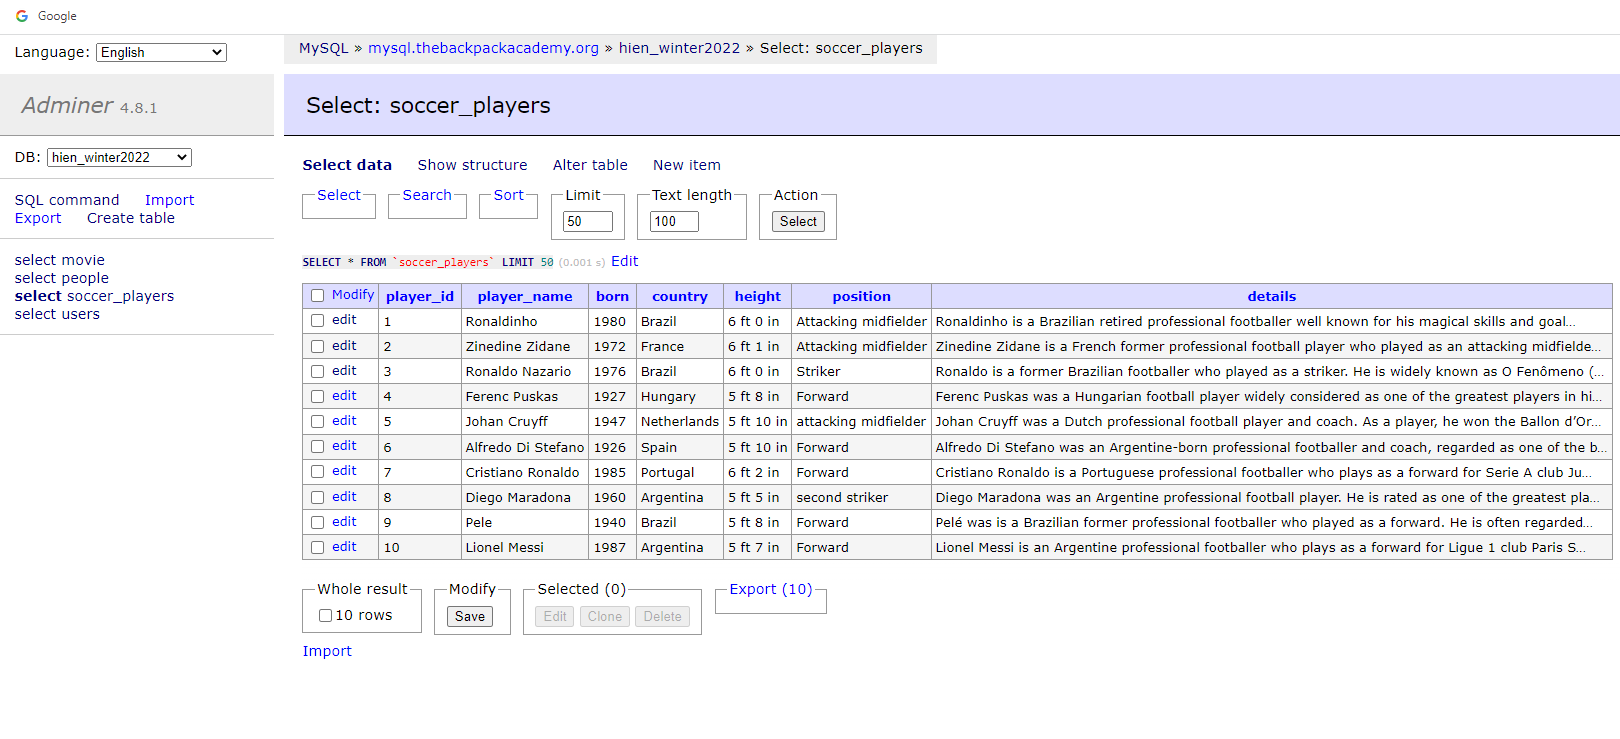 Google
Language: English
MySQL » mysql.thebackpackacademy.org » hien_winter2022 » Select: soccer_players
Adminer 4.8.1
Select: soccer_players
DB: hien_winter2022
SQL command Import
Export Create table
select movie
select people
select soccer_players
select users
Select data Show structure Alter table New item
Select Search Sort Limit Text length Action
50 100 Select
SELECT * FROM `soccer_players` LIMIT 50 (0.001 s) Edit
Modify player_id player_name born country height position details
edit 1 Ronaldinho 1980 Brazil 6 ft 0 in Attacking midfielder Ronaldinho is a Brazilian retired professional footballer well known for his magical skills and goal...
edit 2 Zinedine Zidane 1972 France 6 ft 1 in Attacking midfielder Zinedine Zidane is a French former professional football player who played as an attacking midfielde...
edit 3 Ronaldo Nazario 1976 Brazil 6 ft 0 in Striker Ronaldo is a former Brazilian footballer who played as a striker. He is widely known as O Fenômeno (...
edit 4 Ferenc Puskas 1927 Hungary 5 ft 8 in Forward Ferenc Puskas was a Hungarian football player widely considered as one of the greatest players in hi...
edit 5 Johan Cruyff 1947 Netherlands 5 ft 10 in attacking midfielder Johan Cruyff was a Dutch professional football player and coach. As a player, he won the Ballon d’Or...
edit 6 Alfredo Di Stefano 1926 Spain 5 ft 10 in Forward Alfredo Di Stefano was an Argentine-born professional footballer and coach, regarded as one of the b...
edit 7 Cristiano Ronaldo 1985 Portugal 6 ft 2 in Forward Cristiano Ronaldo is a Portuguese professional footballer who plays as a forward for Serie A club Ju...
edit 8 Diego Maradona 1960 Argentina 5 ft 5 in second striker Diego Maradona was an Argentine professional football player. He is rated as one of the greatest pla...
edit 9 Pele 1940 Brazil 5 ft 8 in Forward Pelé was is a Brazilian former professional footballer who played as a forward. He is often regarded...
edit 10 Lionel Messi 1987 Argentina 5 ft 7 in Forward Lionel Messi is an Argentine professional footballer who plays as a forward for Ligue 1 club Paris S...
Whole result Modify Selected (0) Export (10)
10 rows Save Edit Clone Delete
Import